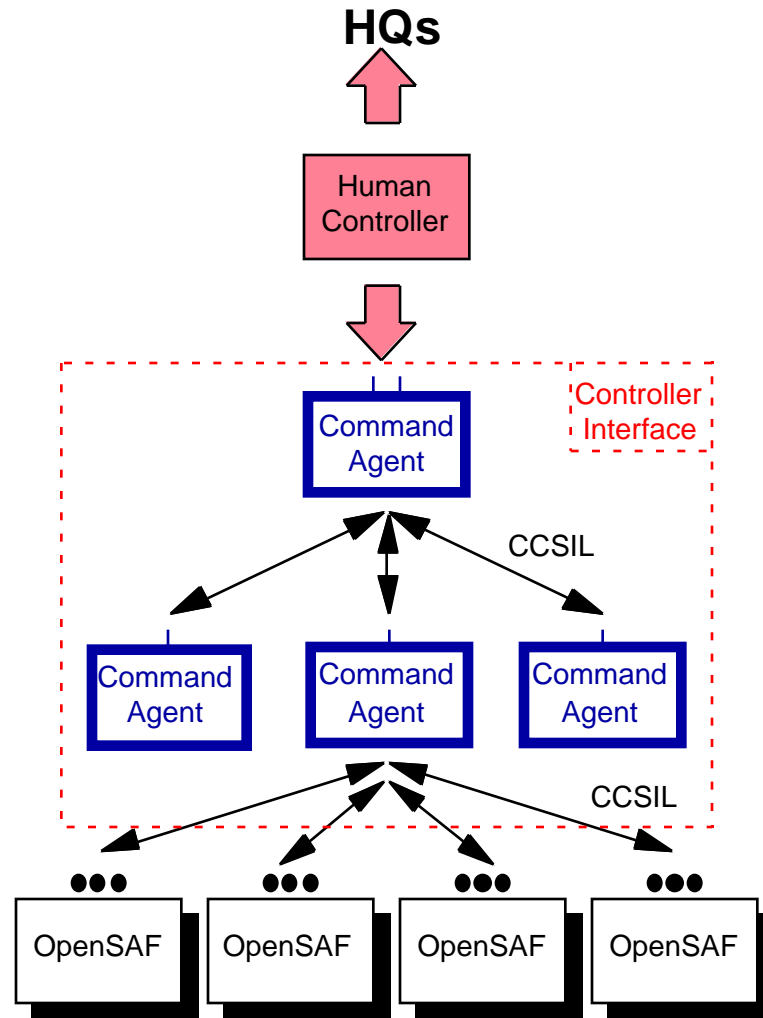 HQs
Human
Controller
Controller
Interface
Command
Agent
CCSIL
Command
Agent
Command
Agent
Command
Agent
CCSIL
OpenSAF
OpenSAF
OpenSAF
OpenSAF